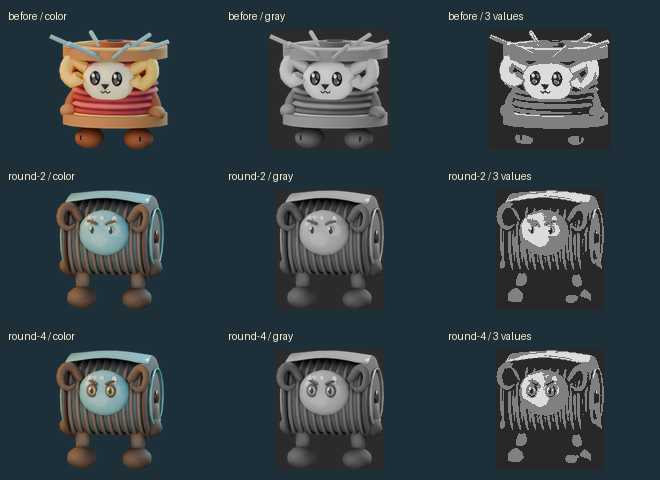 before / color
before / gray
before / 3 values
round-2 / color
round-2 / gray
round-2 / 3 values
round-4 / color
round-4 / gray
round-4 / 3 values